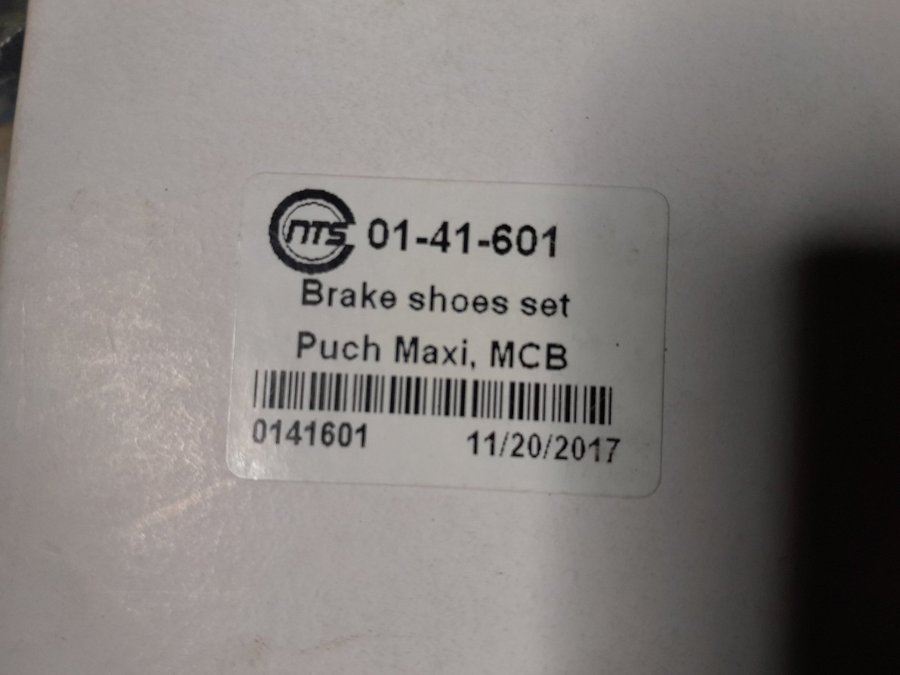 NTS 01-41-601
Brake shoes set
Puch Maxi, MCB
0141601 11/20/2017